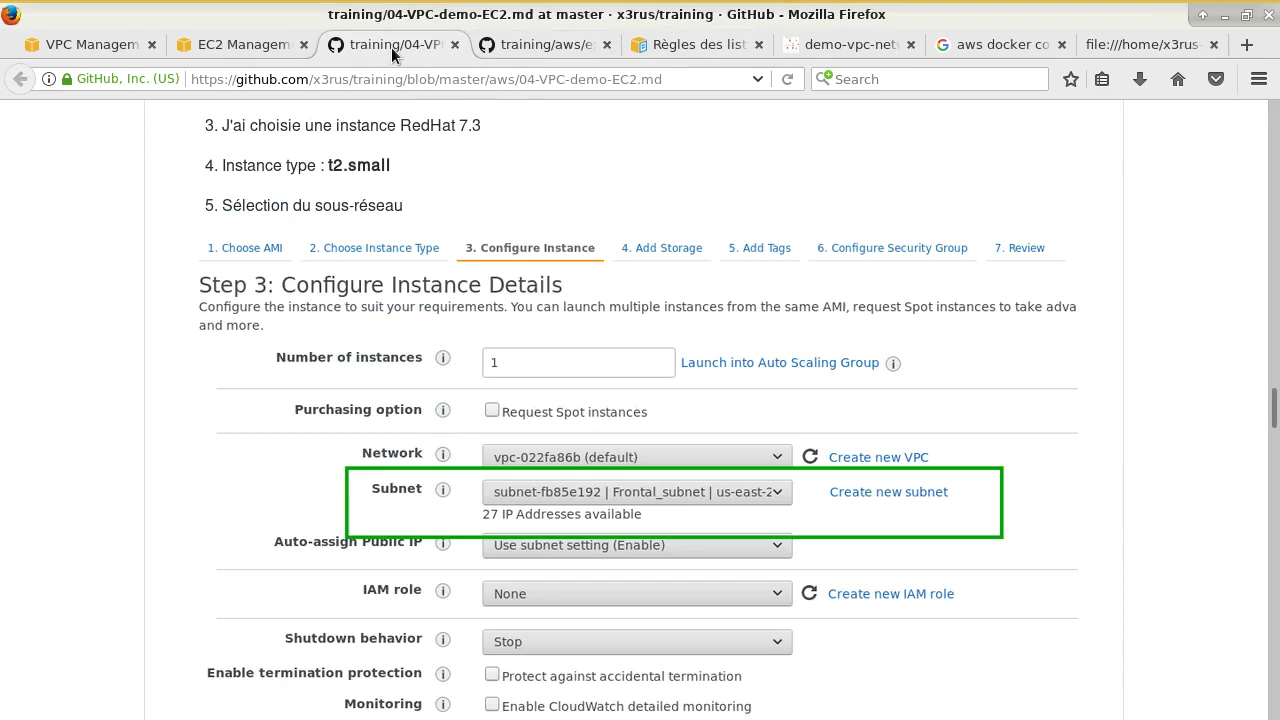 training/04-VPC-demo-EC2.md at master · x3rus/training · GitHub - Mozilla Firefox
VPC Managem
EC2 Managem
training/04-VP
training/aws/e
Règles des list
demo-vpc-net
aws docker co
file:///home/x3rus-
GitHub, Inc. (US)
https://github.com/x3rus/training/blob/master/aws/04-VPC-demo-EC2.md
Search
3. J'ai choisie une instance RedHat 7.3
4. Instance type : t2.small
5. Sélection du sous-réseau
1. Choose AMI
2. Choose Instance Type
3. Configure Instance
4. Add Storage
5. Add Tags
6. Configure Security Group
7. Review
Step 3: Configure Instance Details
Configure the instance to suit your requirements. You can launch multiple instances from the same AMI, request Spot instances to take adva
and more.
Number of instances
1
Launch into Auto Scaling Group
Purchasing option
Request Spot instances
Network
vpc-022fa86b (default)
Create new VPC
Subnet
subnet-fb85e192 | Frontal_subnet | us-east-2
Create new subnet
27 IP Addresses available
Auto-assign Public IP
Use subnet setting (Enable)
IAM role
None
Create new IAM role
Shutdown behavior
Stop
Enable termination protection
Protect against accidental termination
Monitoring
Enable CloudWatch detailed monitoring